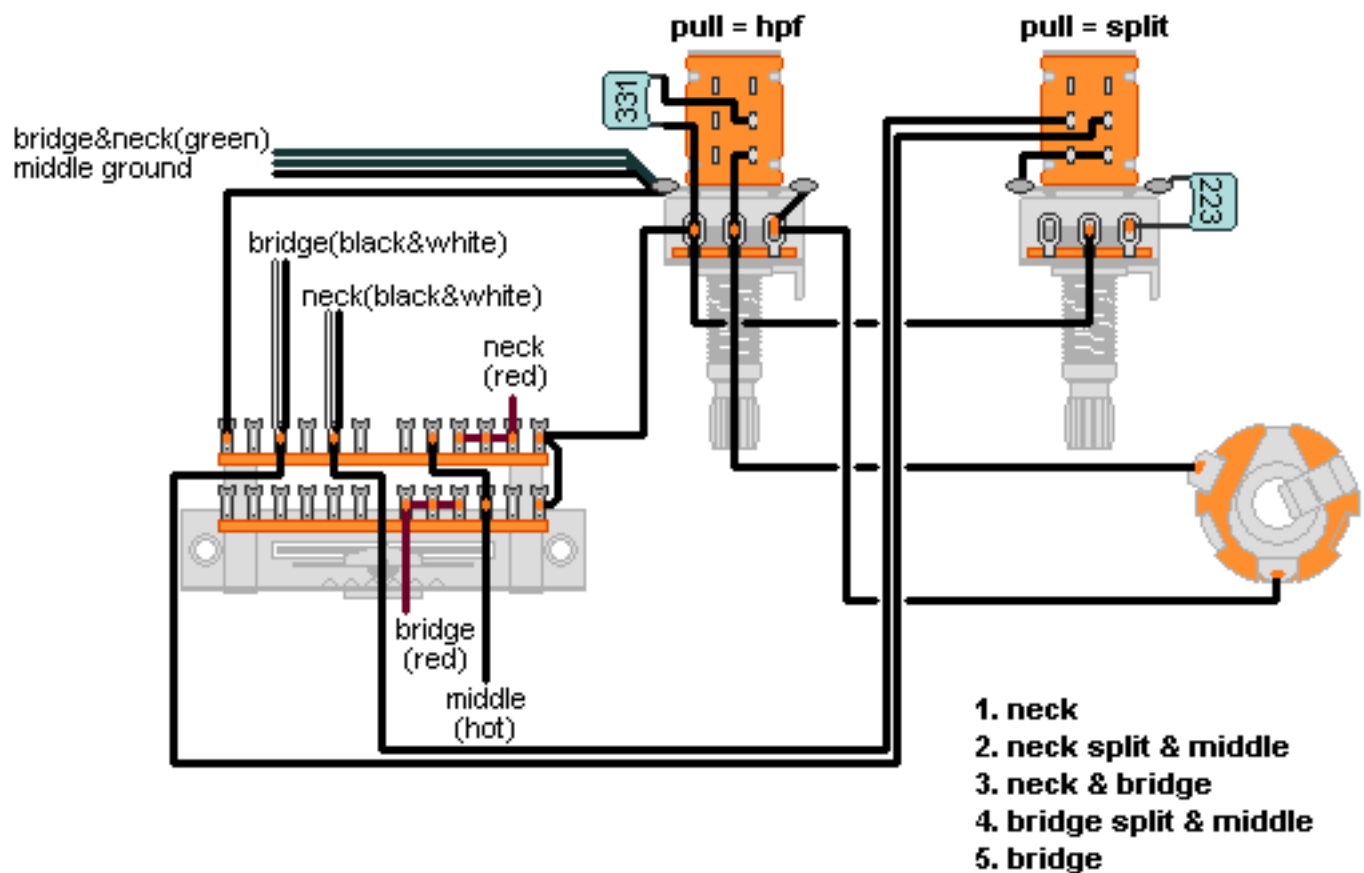 pull = hpf
pull = split
331
bridge&neck(green)
middle ground
223
bridge(black&white)
neck(black&white)
neck
(red)
bridge
(red)
middle
(hot)
1. neck
2. neck split & middle
3. neck & bridge
4. bridge split & middle
5. bridge